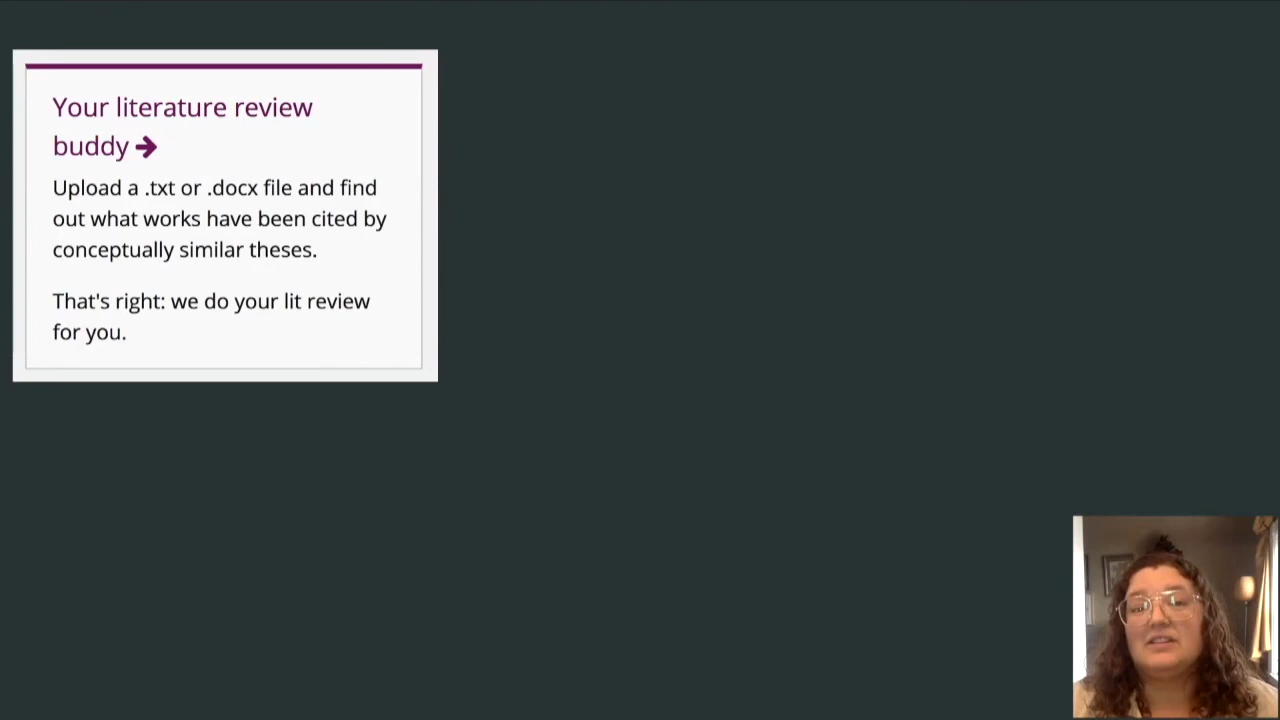 Your literature review
buddy →
Upload a .txt or .docx file and find
out what works have been cited by
conceptually similar theses.
That's right: we do your lit review
for you.